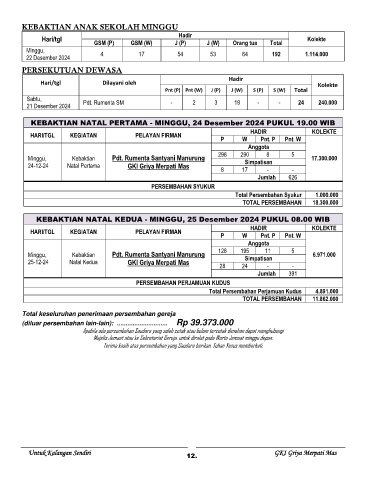 KEBAKTIAN ANAK SEKOLAH MINGGU
Hari/tgl Hadir Kolekte
GSM (P) GSM (W) J (P) J (W) Orang tua Total
Minggu, 22 Desember 2024 4 17 54 53 64 192 1.114.000
PERSEKUTUAN DEWASA
Hari/tgl Dilayani oleh Hadir Kolekte
Pnt (P) Pnt (W) J (P) J (W) S (P) S (W) Total
Sabtu, 21 Desember 2024 Pdt. Rumenta SM - 2 3 19 - - 24 240.000
KEBAKTIAN NATAL PERTAMA - MINGGU, 24 Desember 2024 PUKUL 19.00 WIB
HARI/TGL KEGIATAN PELAYAN FIRMAN HADIR KOLEKTE
P W Pnt. P Pnt. W
Anggota
Minggu, 24-12-24 Kebaktian Natal Pertama Pdt. Rumenta Santyani Manurung GKI Griya Merpati Mas 298 290 8 5 17.300.000
Simpatisan
8 17 - -
Jumlah 626
PERSEMBAHAN SYUKUR
Total Persembahan Syukur 1.000.000
TOTAL PERSEMBAHAN 18.300.000
KEBAKTIAN NATAL KEDUA - MINGGU, 25 Desember 2024 PUKUL 08.00 WIB
HARI/TGL KEGIATAN PELAYAN FIRMAN HADIR KOLEKTE
P W Pnt. P Pnt. W
Anggota
Minggu, 25-12-24 Kebaktian Natal Kedua Pdt. Rumenta Santyani Manurung GKI Griya Merpati Mas 128 195 11 5 6.971.000
Simpatisan
28 24 - -
Jumlah 391
PERSEMBAHAN PERJAMUAN KUDUS
Total Persembahan Perjamuan Kudus 4.891.000
TOTAL PERSEMBAHAN 11.862.000
Total keseluruhan penerimaan persembahan gereja
(diluar persembahan lain-lain): ........................... Rp 39.373.000
Apabila ada persembahan Saudara yang salah catat atau belum tercatat dimohon dapat menghubungi
Majelis Jemaat atau ke Sekretariat Gereja, untuk diralat pada Warta Jemaat minggu depan.
Terima kasih atas persembahan yang Saudara berikan. Tuhan Yesus memberkati.
Untuk Kalangan Sendiri 12. GKI Griya Merpati Mas